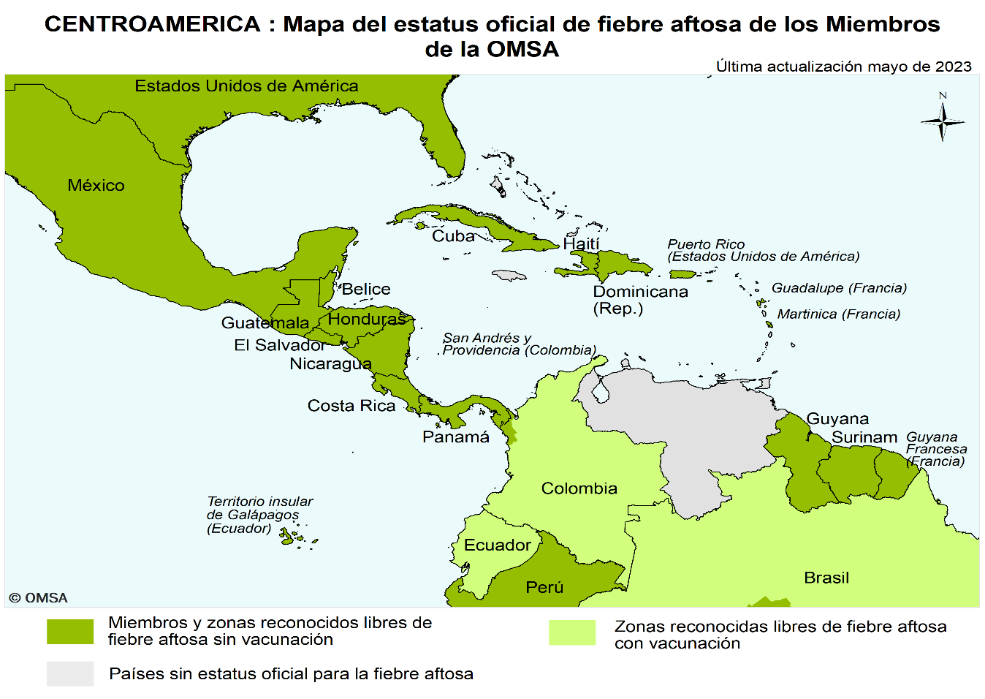 CENTROAMERICA : Mapa del estatus oficial de fiebre aftosa de los Miembros
de la OMSA
Última actualización mayo de 2023
Estados Unidos de América
N
México
Cuba
Haití
Puerto Rico
(Estados Unidos de América)
Belice
Dominicana
(Rep.)
Guadalupe (Francia)
Martinica (Francia)
Guatemala
Honduras
El Salvador
San Andrés y
Providencia (Colombia)
Nicaragua
Costa Rica
Panamá
Guyana
Surinam
Guyana
Francesa
(Francia)
Colombia
Territorio insular
de Galápagos
(Ecuador)
Ecuador
Perú
Brasil
© OMSA
Miembros y zonas reconocidos libres de
fiebre aftosa sin vacunación
Zonas reconocidas libres de fiebre aftosa
con vacunación
Países sin estatus oficial para la fiebre aftosa